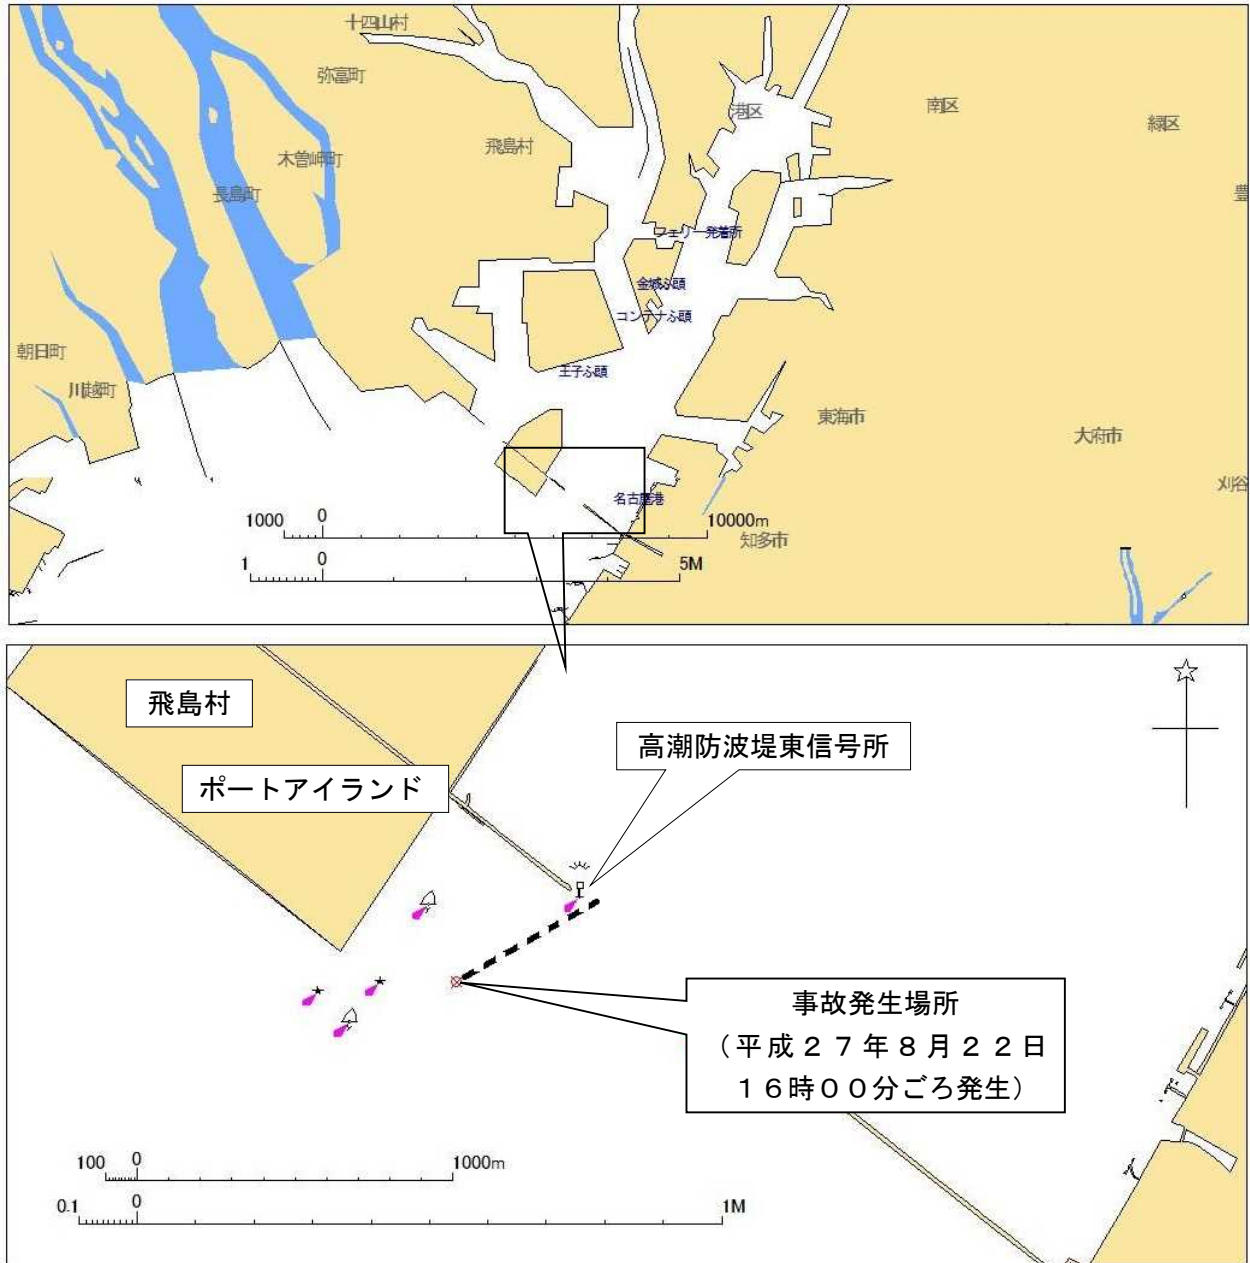 十四山村
弥富町
木曽岬町
長島町
飛島村
港区
南区
緑区
豊
フェリー発着所
金城ふ頭
コンテナふ頭
王子ふ頭
朝日町
川越町
東海市
大府市
刈谷
名古屋港
知多市
1000 0 10000m
1 0 5M
飛島村
ポートアイランド
高潮防波堤東信号所
事故発生場所
（平成２７年８月２２日
１６時００分ごろ発生）
100 0 1000m
0.1 0 1M